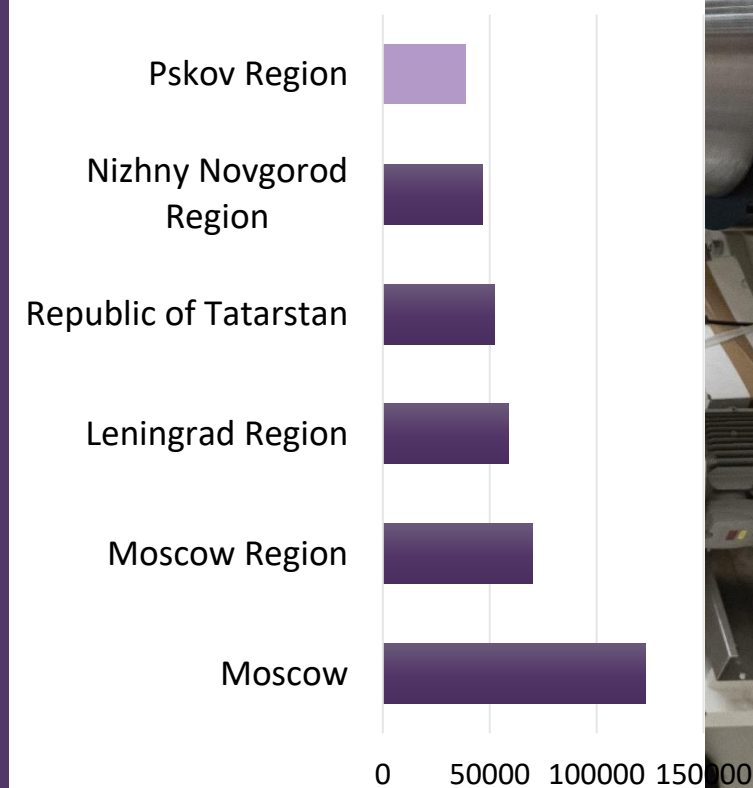 Pskov Region
Nizhny Novgorod
Region
Republic of Tatarstan
Leningrad Region
Moscow Region
Moscow
0 50000 100000 150000